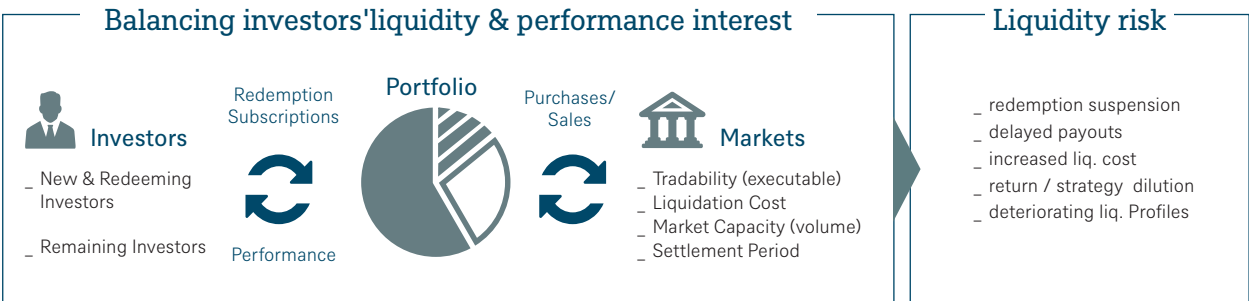 Balancing investors'liquidity & performance interest
Investors
_ New & Redeeming
Investors
_ Remaining Investors
Redemption
Subscriptions
Performance
Portfolio
Purchases/
Sales
Markets
_ Tradability (executable)
_ Liquidation Cost
_ Market Capacity (volume)
_ Settlement Period
Liquidity risk
_ redemption suspension
_ delayed payouts
_ increased liq. cost
_ return / strategy dilution
_ deteriorating liq. Profiles